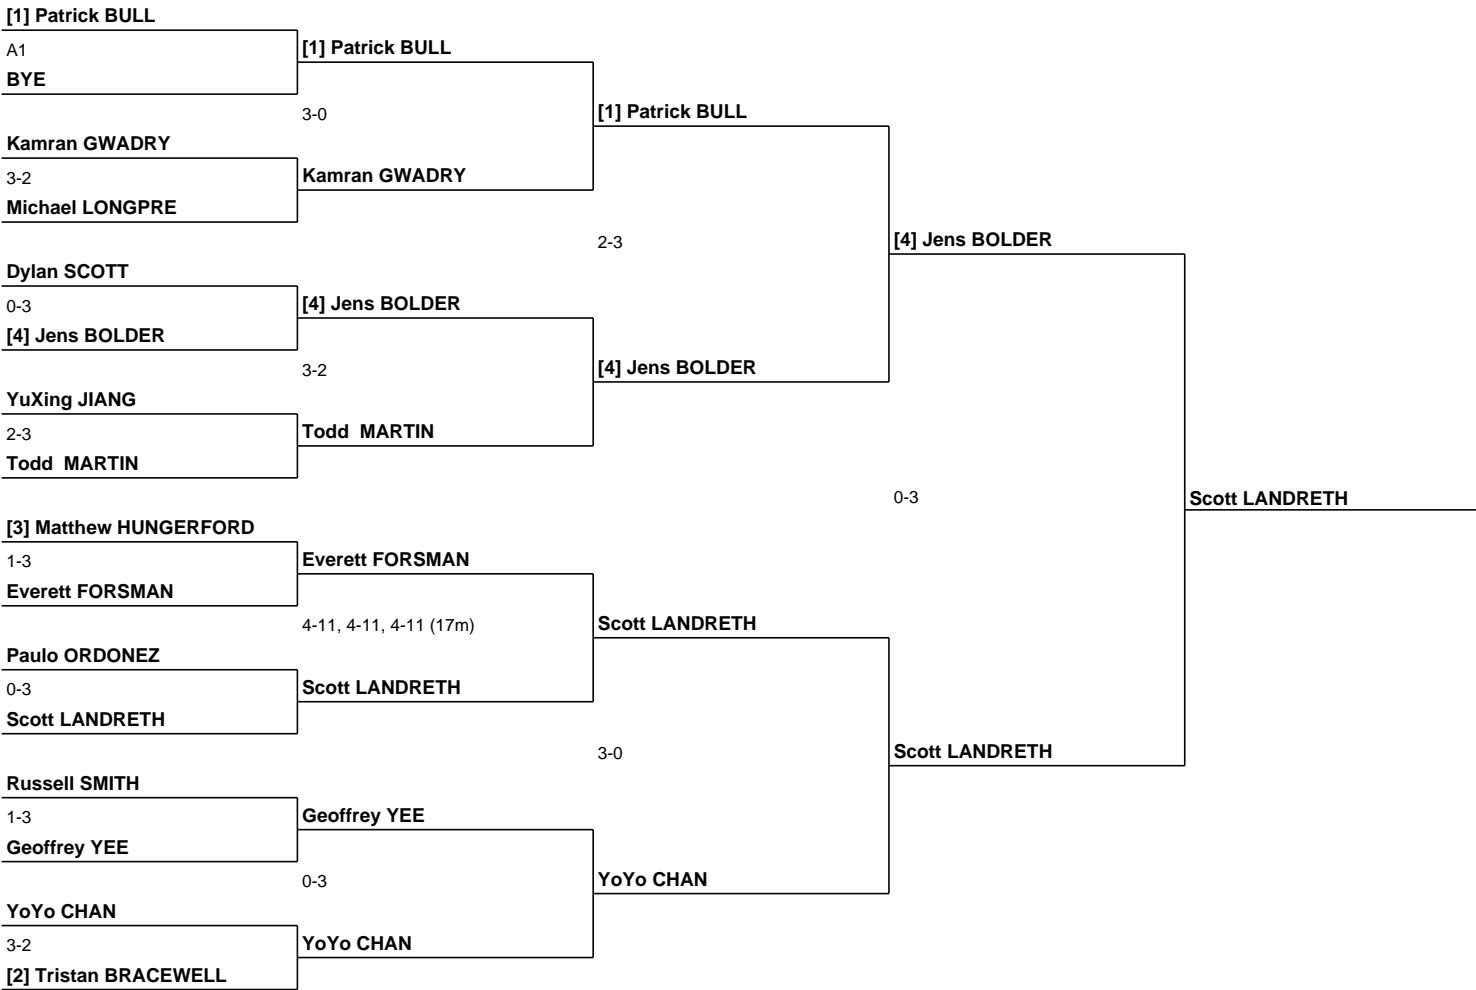 [1] Patrick BULL
A1
BYE
Kamran GWADRY
3-2
Michael LONGPRE
Dylan SCOTT
0-3
[4] Jens BOLDER
YuXing JIANG
2-3
Todd  MARTIN
[3] Matthew HUNGERFORD
1-3
Everett FORSMAN
Paulo ORDONEZ
0-3
Scott LANDRETH
Russell SMITH
1-3
Geoffrey YEE
YoYo CHAN
3-2
[2] Tristan BRACEWELL
[1] Patrick BULL
3-0
Kamran GWADRY
[4] Jens BOLDER
3-2
Todd  MARTIN
Everett FORSMAN
4-11, 4-11, 4-11 (17m)
Scott LANDRETH
Geoffrey YEE
0-3
YoYo CHAN
[1] Patrick BULL
2-3
[4] Jens BOLDER
Scott LANDRETH
3-0
YoYo CHAN
[4] Jens BOLDER
0-3
Scott LANDRETH
Scott LANDRETH